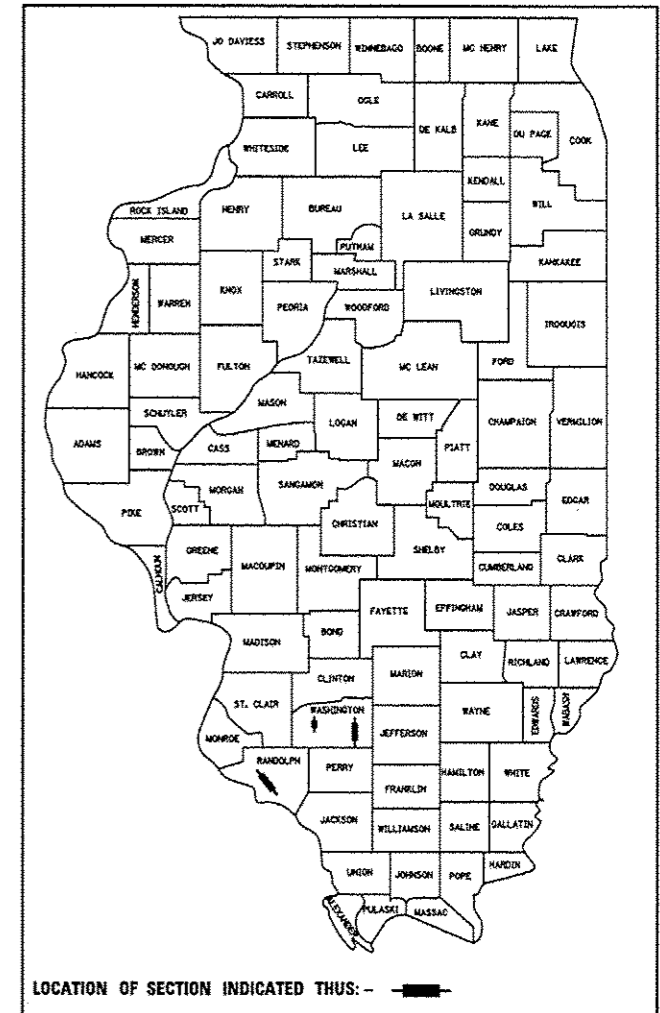 JO DAVIESS STEPHENSON WINNEBAGO BOONE MC HENRY LAKE
CARROLL OGLE DE KALB KANE DU PAGE COOK
WHITESIDE LEE KENDALL WILL
ROCK ISLAND HENRY BUREAU LA SALLE GRUNDY
MERCER PUTNAM KANKAKEE
STARK MARSHALL
HENDERSON WARREN KNOX PEORIA WOODFORD LIVINGSTON IROQUOIS
HANCOCK MC DONOUGH FULTON TAZEWELL MC LEAN FORD
SCHUYLER MASON LOGAN DE WITT CHAMPAIGN VERMILION
ADAMS BROWN CASS MENARD PIATT
MACON
PIKE SCOTT MORGAN SANGAMON MOULTRIE DOUGLAS EDGAR
CHRISTIAN COLES
GREENE MACOUPIN MONTGOMERY SHELBY CUMBERLAND CLARK
CALHOUN JERSEY
FAYETTE EFFINGHAM JASPER CRAWFORD
MADISON BOND
CLAY RICHLAND LAWRENCE
CLINTON MARION
ST. CLAIR WASHINGTON WAYNE EDWARDS WABASH
MONROE JEFFERSON
RANDOLPH PERRY HAMILTON WHITE
FRANKLIN
JACKSON WILLIAMSON SALINE GALLATIN
UNION JOHNSON POPE HARDIN
ALEXANDER PULASKI MASSAC
LOCATION OF SECTION INDICATED THUS: -